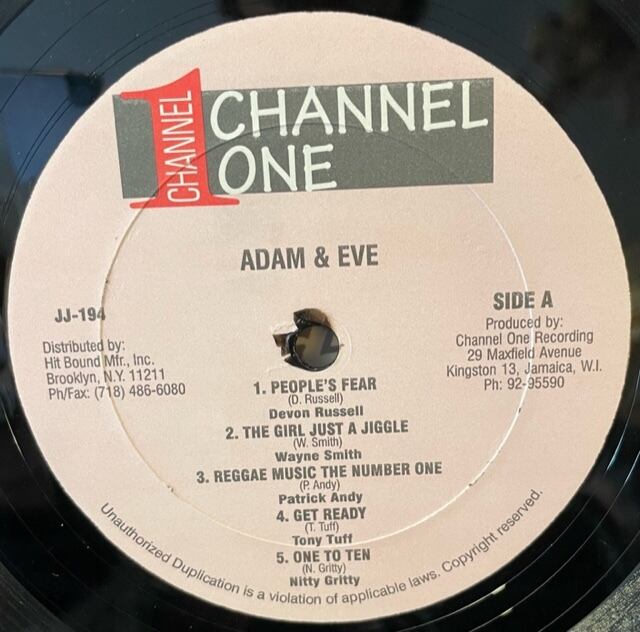 CHANNEL
1
CHANNEL
ONE
ADAM & EVE
JJ-194
Distributed by:
Hit Bound Mfr., Inc.
Brooklyn, N.Y. 11211
Ph/Fax: (718) 486-6080
SIDE A
Produced by:
Channel One Recording
29 Maxfield Avenue
Kingston 13, Jamaica, W.I.
Ph: 92-95590
1. PEOPLE'S FEAR
(D. Russell)
Devon Russell
2. THE GIRL JUST A JIGGLE
(W. Smith)
Wayne Smith
3. REGGAE MUSIC THE NUMBER ONE
(P. Andy)
Patrick Andy
4. GET READY
(T. Tuff)
Tony Tuff
5. ONE TO TEN
(N. Gritty)
Nitty Gritty
Unauthorized Duplication is a violation of applicable laws. Copyright reserved.